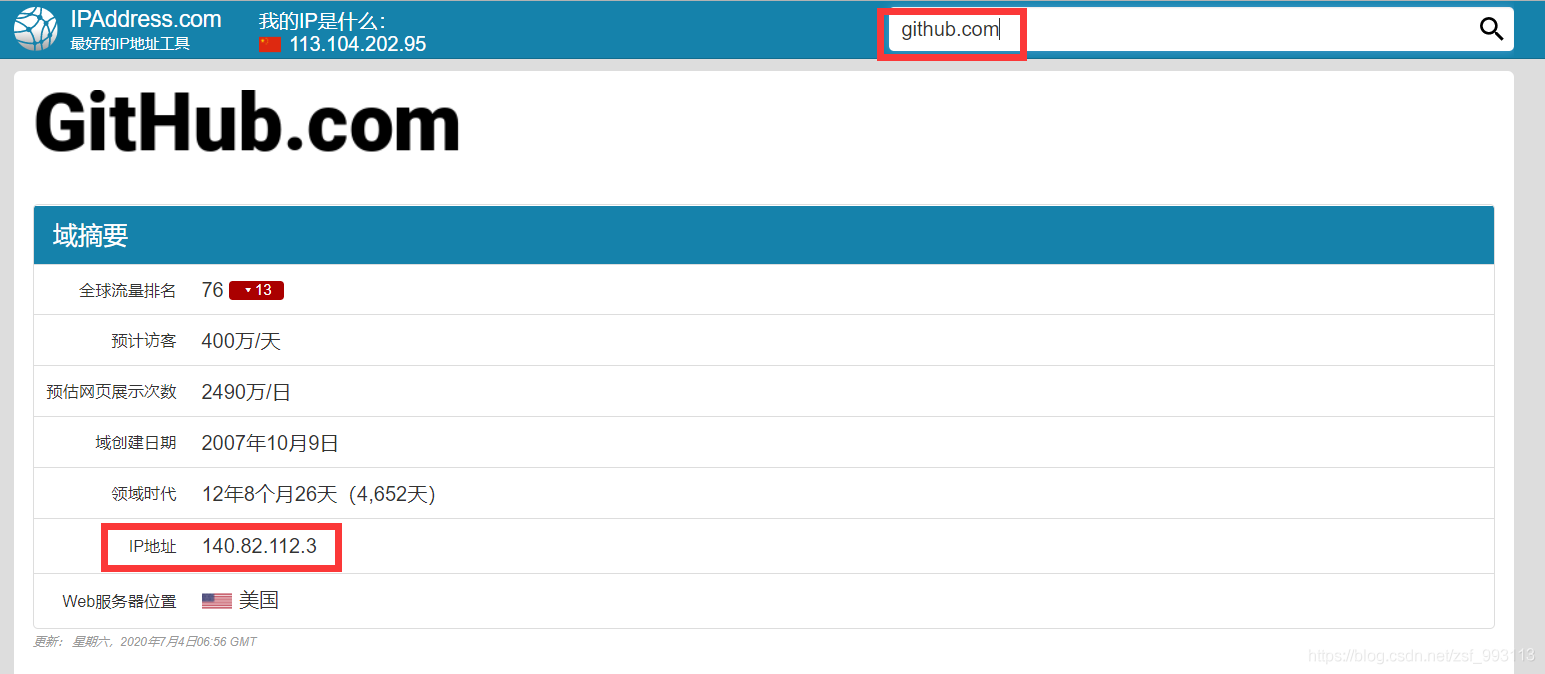 IPAddress.com
最好的IP地址工具
我的IP是什么：
113.104.202.95
github.com
GitHub.com
域摘要
全球流量排名 76 ▼ 13
预计访客 400万/天
预估网页展示次数 2490万/日
域创建日期 2007年10月9日
领域时代 12年8个月26天（4,652天）
IP地址 140.82.112.3
Web服务器位置 美国
更新： 星期六，2020年7月4日06:56 GMT
https://blog.csdn.net/zsf_993113